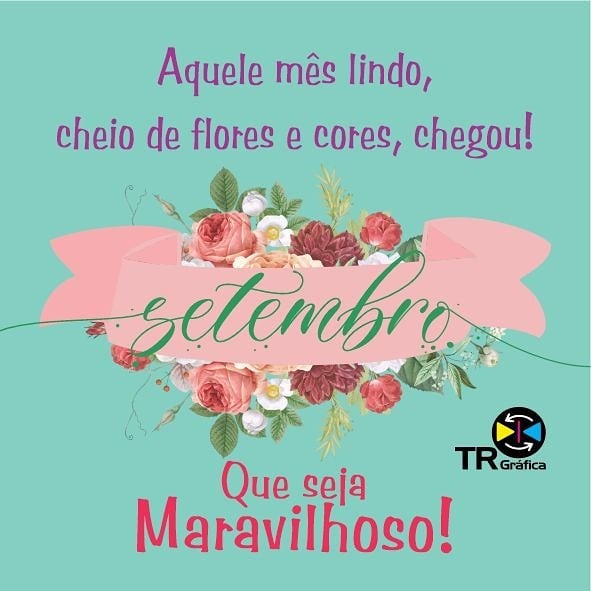 Aquele mês lindo,
cheio de flores e cores, chegou!
setembro
TR
Gráfica
Que seja
Maravilhoso!